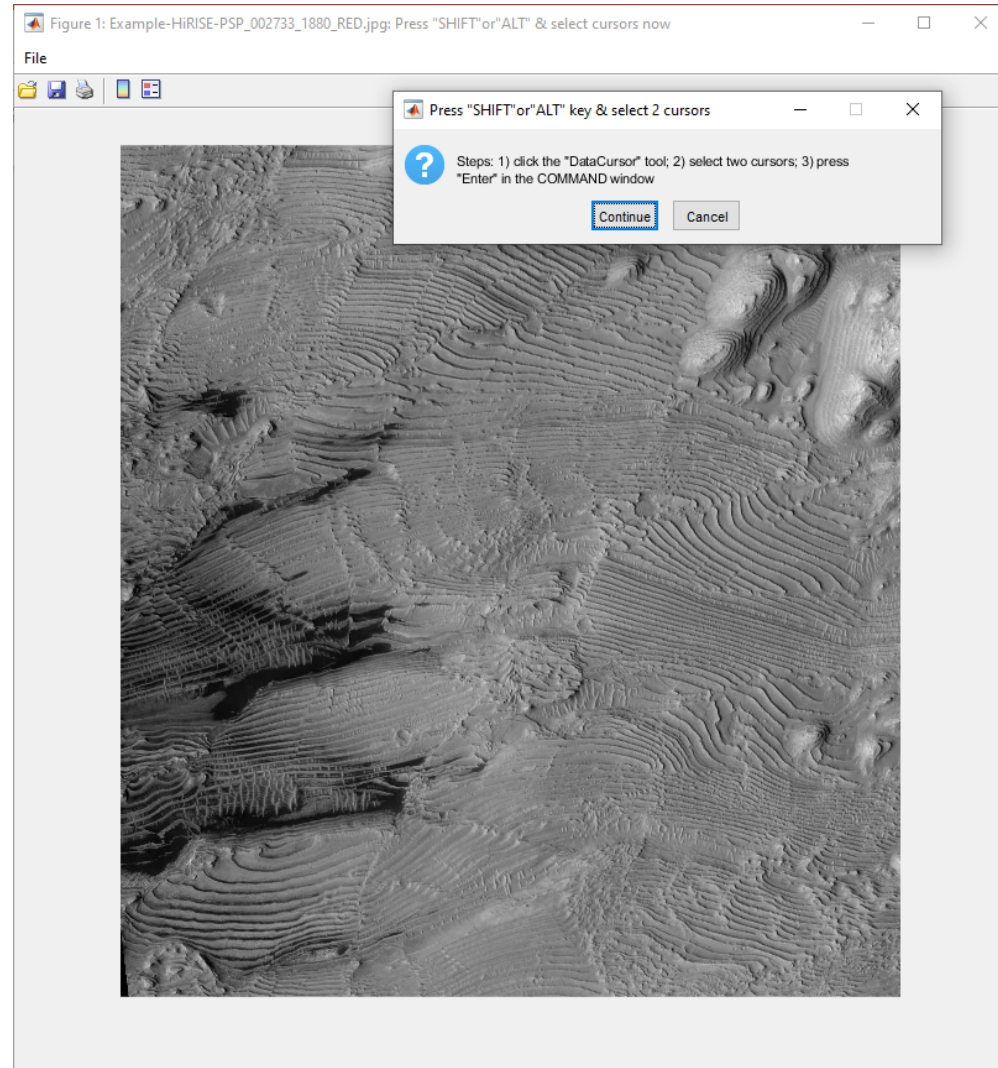 Figure 1: Example-HiRISE-PSP_002733_1880_RED.jpg: Press "SHIFT"or"ALT" & select cursors now
File
Press "SHIFT"or"ALT" key & select 2 cursors
Steps: 1) click the "DataCursor" tool; 2) select two cursors; 3) press
"Enter" in the COMMAND window
Continue Cancel